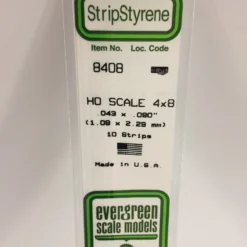 StripStyrene
Item No. Loc. Code
8408
HO SCALE 4x8
.043 x .090"
(1.09 x 2.29 mm)
10 Strips
Made in U.S.A.
evergreen
scale models